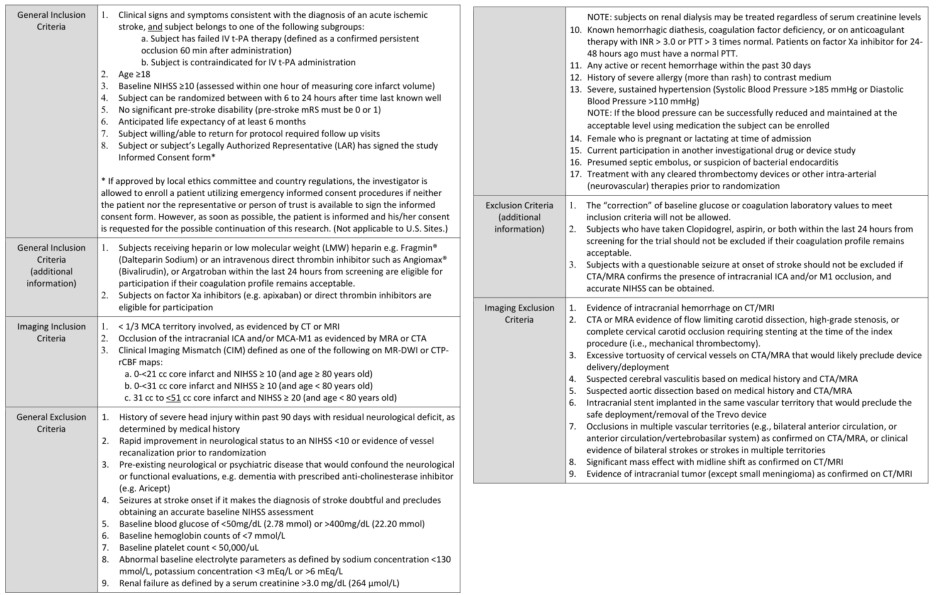 General Inclusion
Criteria
1. Clinical signs and symptoms consistent with the diagnosis of an acute ischemic
stroke, and subject belongs to one of the following subgroups:
a. Subject has failed IV t-PA therapy (defined as a confirmed persistent
occlusion 60 min after administration)
b. Subject is contraindicated for IV t-PA administration
2. Age ≥18
3. Baseline NIHSS ≥10 (assessed within one hour of measuring core infarct volume)
4. Subject can be randomized between with 6 to 24 hours after time last known well
5. No significant pre-stroke disability (pre-stroke mRS must be 0 or 1)
6. Anticipated life expectancy of at least 6 months
7. Subject willing/able to return for protocol required follow up visits
8. Subject or subject's Legally Authorized Representative (LAR) has signed the study
Informed Consent form*
* If approved by local ethics committee and country regulations, the investigator is
allowed to enroll a patient utilizing emergency informed consent procedures if neither
the patient nor the representative or person of trust is available to sign the informed
consent form. However, as soon as possible, the patient is informed and his/her consent
is requested for the possible continuation of this research. (Not applicable to U.S. Sites.)
General Inclusion
Criteria
(additional
information)
1. Subjects receiving heparin or low molecular weight (LMW) heparin e.g. Fragmin®
(Dalteparin Sodium) or an intravenous direct thrombin inhibitor such as Angiomax®
(Bivalirudin), or Argatroban within the last 24 hours from screening are eligible for
participation if their coagulation profile remains acceptable.
2. Subjects on factor Xa inhibitors (e.g. apixaban) or direct thrombin inhibitors are
eligible for participation
Imaging Inclusion
Criteria
1. < 1/3 MCA territory involved, as evidenced by CT or MRI
2. Occlusion of the intracranial ICA and/or MCA-M1 as evidenced by MRA or CTA
3. Clinical Imaging Mismatch (CIM) defined as one of the following on MR-DWI or CTP-
rCBF maps:
a. 0-<21 cc core infarct and NIHSS ≥ 10 (and age ≥ 80 years old)
b. 0-<31 cc core infarct and NIHSS ≥ 10 (and age < 80 years old)
c. 31 cc to <51 cc core infarct and NIHSS ≥ 20 (and age < 80 years old)
General Exclusion
Criteria
1. History of severe head injury within past 90 days with residual neurological deficit, as
determined by medical history
2. Rapid improvement in neurological status to an NIHSS <10 or evidence of vessel
recanalization prior to randomization
3. Pre-existing neurological or psychiatric disease that would confound the neurological
or functional evaluations, e.g. dementia with prescribed anti-cholinesterase inhibitor
(e.g. Aricept)
4. Seizures at stroke onset if it makes the diagnosis of stroke doubtful and precludes
obtaining an accurate baseline NIHSS assessment
5. Baseline blood glucose of <50mg/dL (2.78 mmol) or >400mg/dL (22.20 mmol)
6. Baseline hemoglobin counts of <7 mmol/L
7. Baseline platelet count < 50,000/uL
8. Abnormal baseline electrolyte parameters as defined by sodium concentration <130
mmol/L, potassium concentration <3 mEq/L or >6 mEq/L
9. Renal failure as defined by a serum creatinine >3.0 mg/dL (264 μmol/L)
NOTE: subjects on renal dialysis may be treated regardless of serum creatinine levels
10. Known hemorrhagic diathesis, coagulation factor deficiency, or on anticoagulant
therapy with INR > 3.0 or PTT > 3 times normal. Patients on factor Xa inhibitor for 24-
48 hours ago must have a normal PTT.
11. Any active or recent hemorrhage within the past 30 days
12. History of severe allergy (more than rash) to contrast medium
13. Severe, sustained hypertension (Systolic Blood Pressure >185 mmHg or Diastolic
Blood Pressure >110 mmHg)
NOTE: If the blood pressure can be successfully reduced and maintained at the
acceptable level using medication the subject can be enrolled
14. Female who is pregnant or lactating at time of admission
15. Current participation in another investigational drug or device study
16. Presumed septic embolus, or suspicion of bacterial endocarditis
17. Treatment with any cleared thrombectomy devices or other intra-arterial
(neurovascular) therapies prior to randomization
Exclusion Criteria
(additional
information)
1. The "correction" of baseline glucose or coagulation laboratory values to meet
inclusion criteria will not be allowed.
2. Subjects who have taken Clopidogrel, aspirin, or both within the last 24 hours from
screening for the trial should not be excluded if their coagulation profile remains
acceptable.
3. Subjects with a questionable seizure at onset of stroke should not be excluded if
CTA/MRA confirms the presence of intracranial ICA and/or M1 occlusion, and
accurate NIHSS can be obtained.
Imaging Exclusion
Criteria
1. Evidence of intracranial hemorrhage on CT/MRI
2. CTA or MRA evidence of flow limiting carotid dissection, high-grade stenosis, or
complete cervical carotid occlusion requiring stenting at the time of the index
procedure (i.e., mechanical thrombectomy).
3. Excessive tortuosity of cervical vessels on CTA/MRA that would likely preclude device
delivery/deployment
4. Suspected cerebral vasculitis based on medical history and CTA/MRA
5. Suspected aortic dissection based on medical history and CTA/MRA
6. Intracranial stent implanted in the same vascular territory that would preclude the
safe deployment/removal of the Trevo device
7. Occlusions in multiple vascular territories (e.g., bilateral anterior circulation, or
anterior circulation/vertebrobasilar system) as confirmed on CTA/MRA, or clinical
evidence of bilateral strokes or strokes in multiple territories
8. Significant mass effect with midline shift as confirmed on CT/MRI
9. Evidence of intracranial tumor (except small meningioma) as confirmed on CT/MRI